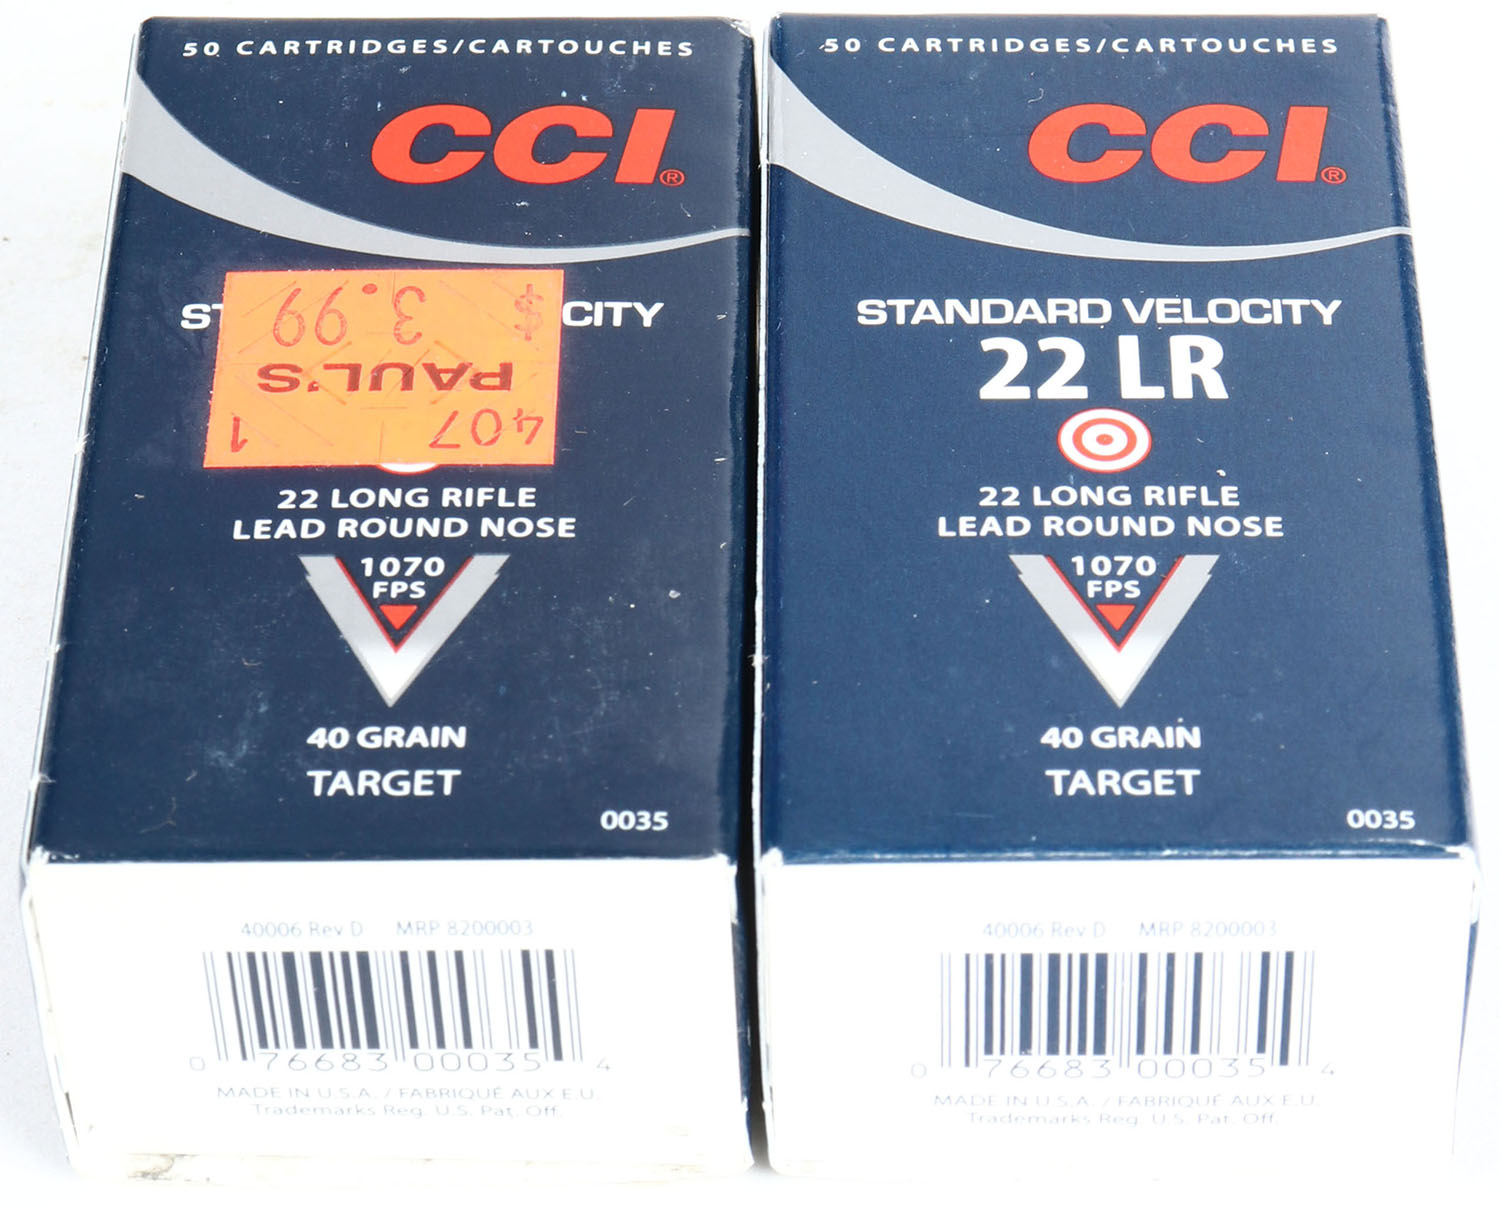 50 CARTRIDGES/CARTOUCHES
CCI®
ST
CITY
$ 3.99
PAUL'S
407 1
22 LONG RIFLE
LEAD ROUND NOSE
1070
FPS
40 GRAIN
TARGET
0035
40006 Rev D MRP 8200003
0 76683 00035 4
MADE IN U.S.A. / FABRIQUÉ AUX E.U.
Trademarks Reg. U.S. Pat. Off.
50 CARTRIDGES/CARTOUCHES
CCI®
STANDARD VELOCITY
22 LR
22 LONG RIFLE
LEAD ROUND NOSE
1070
FPS
40 GRAIN
TARGET
0035
40006 Rev D MRP 8200003
0 76683 00035 4
MADE IN U.S.A. / FABRIQUÉ AUX E.U.
Trademarks Reg. U.S. Pat. Off.